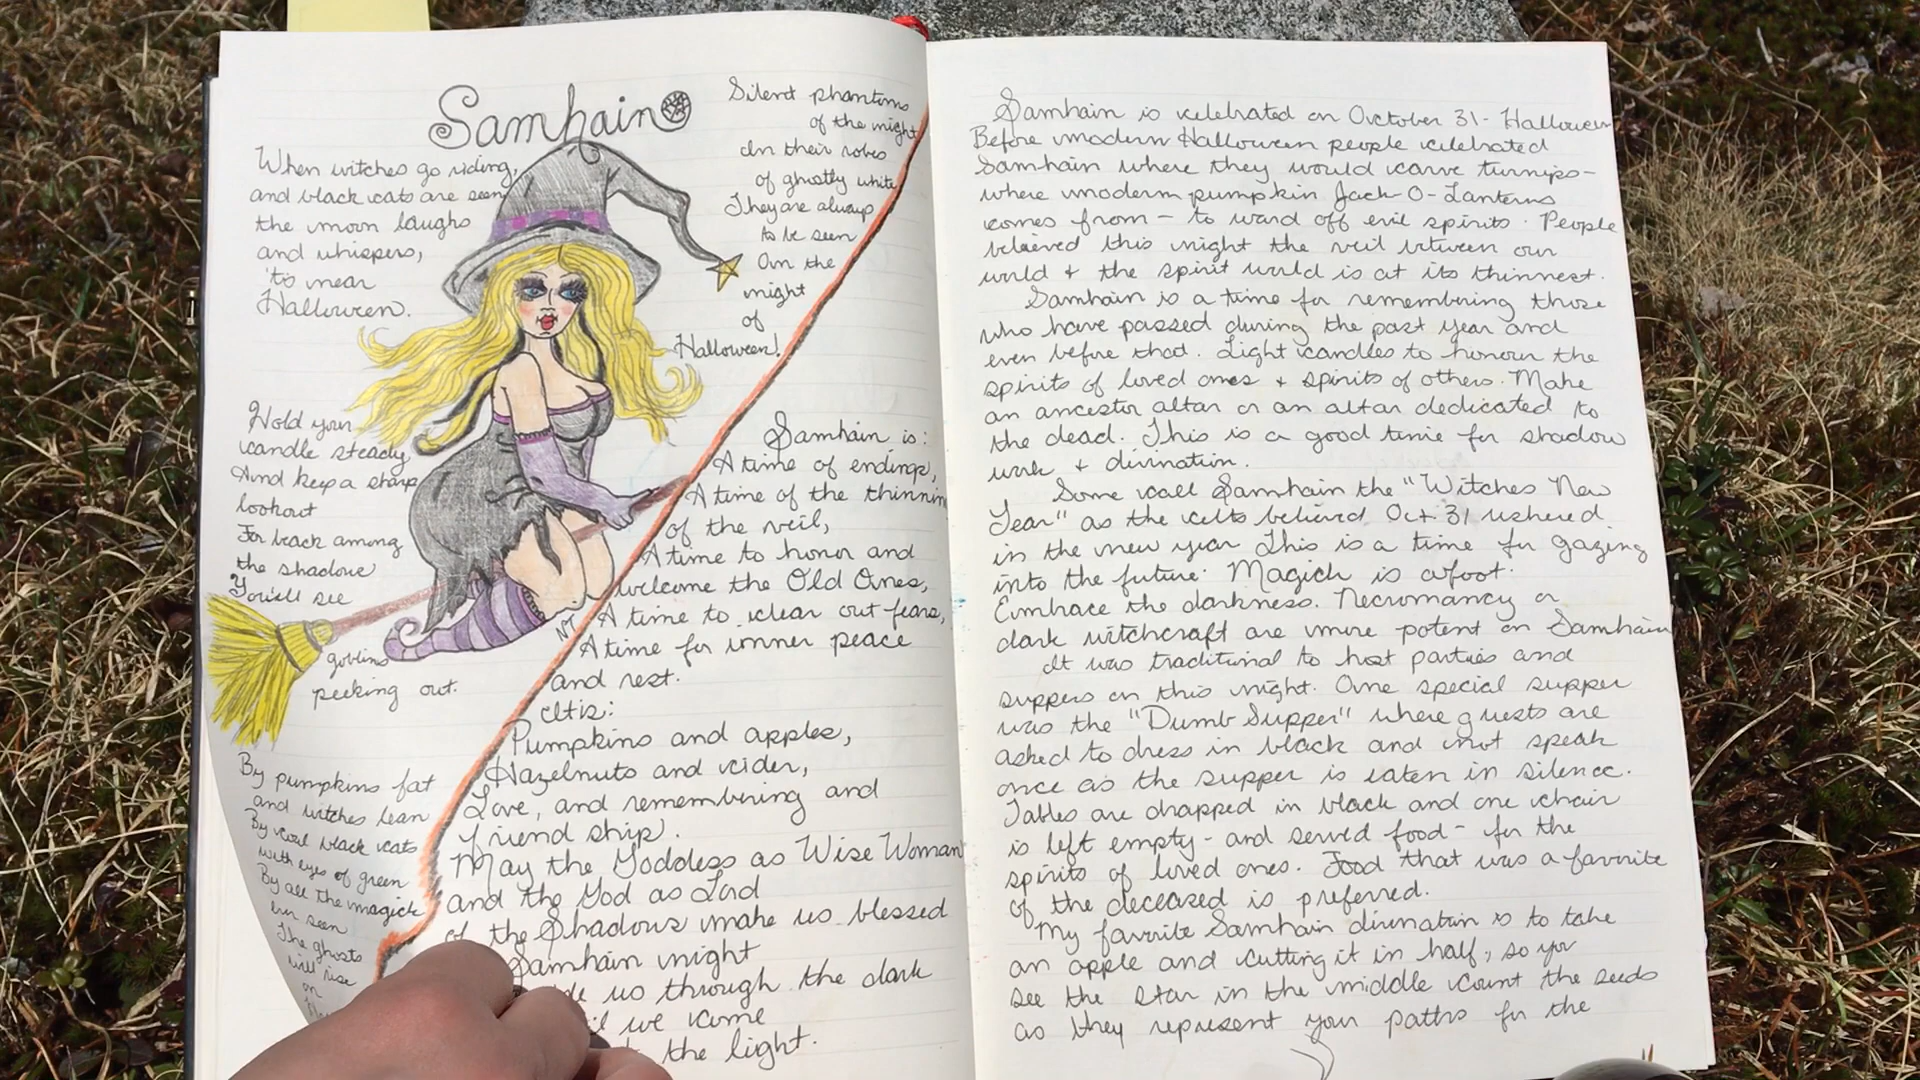 Samhain
When witches go riding,
and black cats are seen
the moon laughs
and whispers,
'tis near
Halloween.
Silent phantoms
of the night
In their robes
of ghostly white
They are always
to be seen
On the
night
of
Halloween!
Hold your
candle steady
And keep a sharp
lookout
For back among
the shadows
You'll see
goblins
peeking out.
NT
By pumpkins fat
and witches lean
By coal black cats
with eyes of green
By all the magick
ever seen
The ghosts
will rise
on
Samhain is:
A time of endings,
A time of the thinning
of the veil,
A time to honor and
welcome the Old Ones,
A time to clear out fears,
A time for inner peace
and rest.
It is:
Pumpkins and apples,
Hazelnuts and cider,
Love, and remembering and
friend ship.
May the Goddess as Wise Woman
and the God as Lord
of the Shadows make us blessed
Samhain night
us through the dark
we come
the light.
Samhain is celebrated on October 31 - Halloween
Before modern Halloween people celebrated
Samhain where they would carve turnips -
where modern pumpkin Jack-O-Lanterns
comes from - to ward off evil spirits. People
believed this night the veil between our
world & the spirit world is at its thinnest.
Samhain is a time for remembering those
who have passed during the past year and
even before that. Light candles to honour the
spirits of loved ones & spirits of others. Make
an ancestor altar or an altar dedicated to
the dead. This is a good time for shadow
work & divination.
Some call Samhain the "Witches New
Year" as the celts believed Oct 31 ushered
in the new year This is a time for gazing
into the future. Magick is afoot.
Embrace the darkness. Necromancy or
dark witchcraft are more potent on Samhain
It was traditional to host parties and
suppers on this night. One special supper
was the "Dumb Supper" where guests are
asked to dress in black and not speak
once as the supper is eaten in silence.
Tables are drapped in black and one chair
is left empty - and served food - for the
spirits of loved ones. Food that was a favorite
of the deceased is preferred.
My favorite Samhain divination is to take
an apple and cutting it in half, so you
see the star in the middle count the seeds
as they represent your paths for the